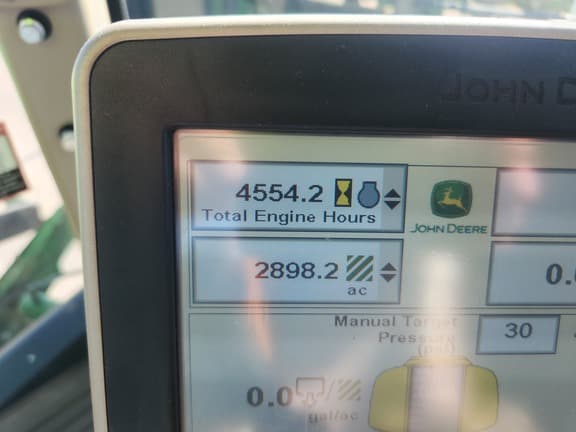 JOHN D
4554.2
Total Engine Hours
JOHN DEERE
2898.2
ac
0.
Manual Target
Pressure
(psi)
30
0.0
gal/ac